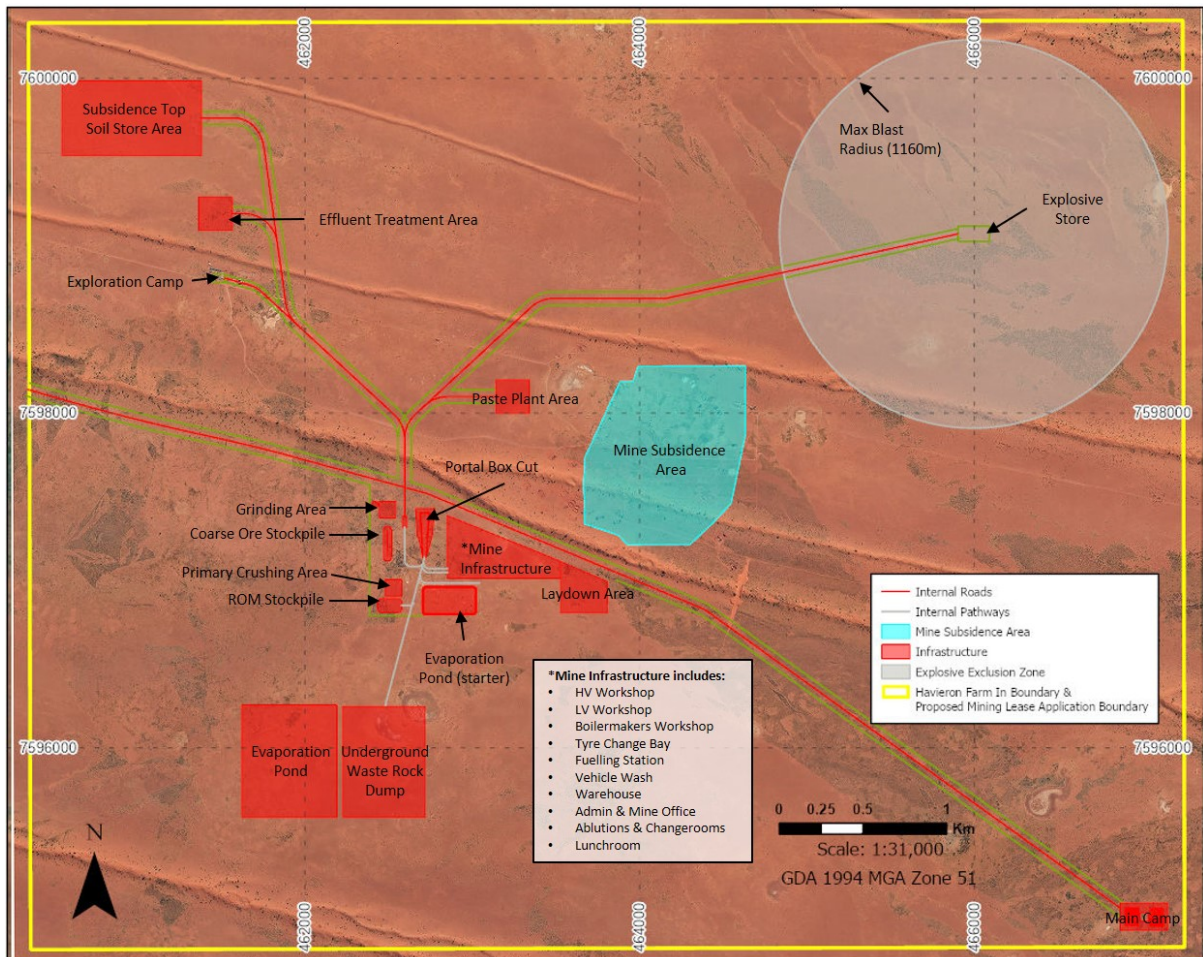 462000
464000
466000
7600000
7600000
Subsidence Top
Soil Store Area
Max Blast
Radius (1160m)
Explosive
Store
Effluent Treatment Area
Exploration Camp
7598000
7598000
Paste Plant Area
Mine Subsidence
Area
Portal Box Cut
Grinding Area
Coarse Ore Stockpile
*Mine
Infrastructure
Primary Crushing Area
ROM Stockpile
Laydown Area
Evaporation
Pond (starter)
Internal Roads
Internal Pathways
Mine Subsidence Area
Infrastructure
Explosive Exclusion Zone
Havieron Farm In Boundary &
Proposed Mining Lease Application Boundary
*Mine Infrastructure includes:
• HV Workshop
• LV Workshop
• Boilermakers Workshop
• Tyre Change Bay
• Fuelling Station
• Vehicle Wash
• Warehouse
• Admin & Mine Office
• Ablutions & Changerooms
• Lunchroom
7596000
7596000
Evaporation
Pond
Underground
Waste Rock
Dump
0 0.25 0.5 1
Km
Scale: 1:31,000
GDA 1994 MGA Zone 51
N
Main Camp
462000
464000
466000